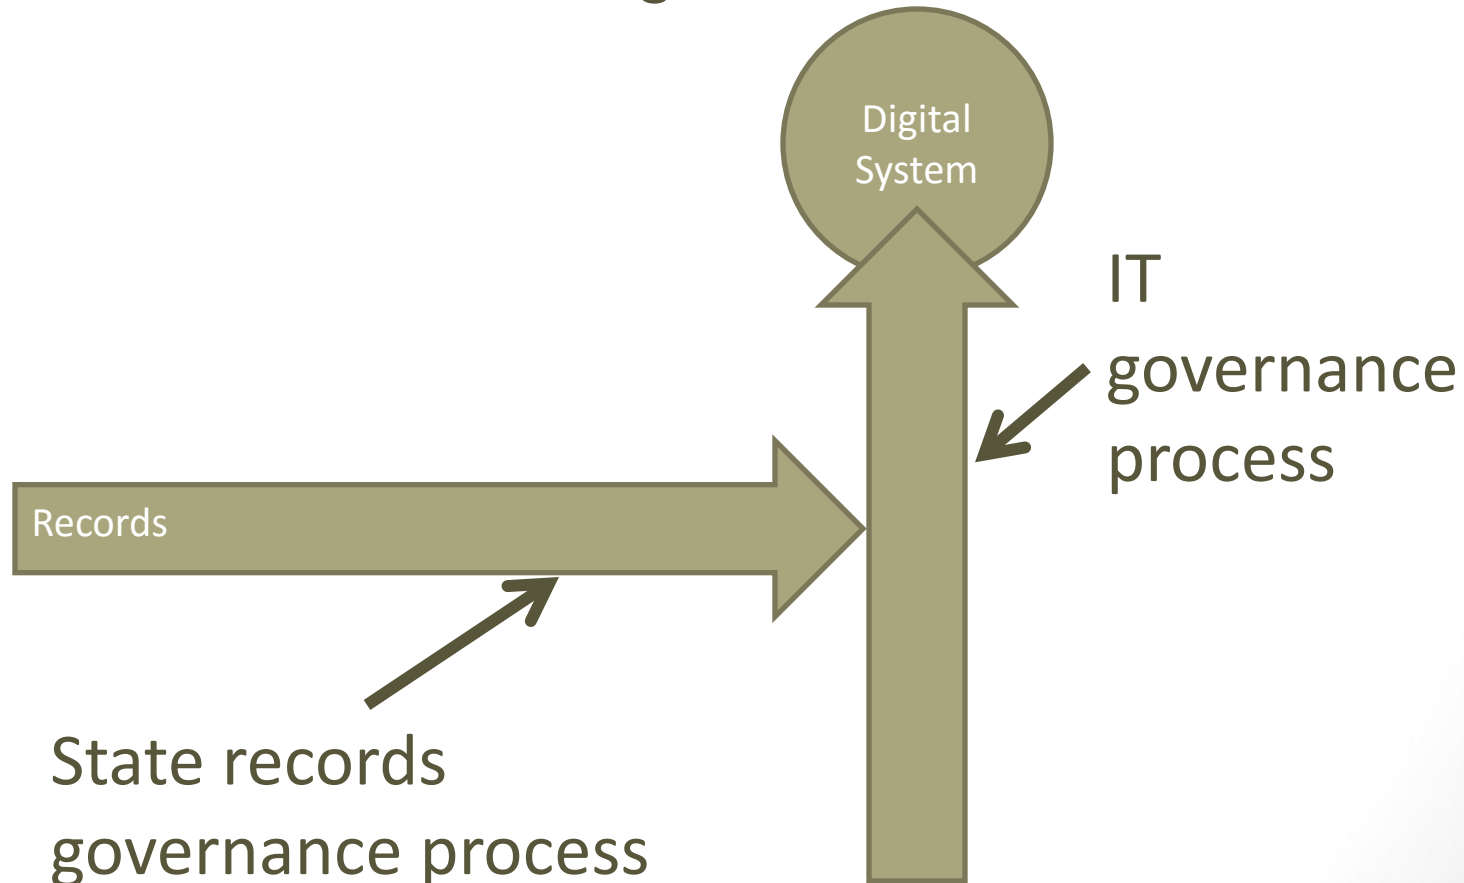 Digital
System
IT
governance
process
Records
State records
governance process